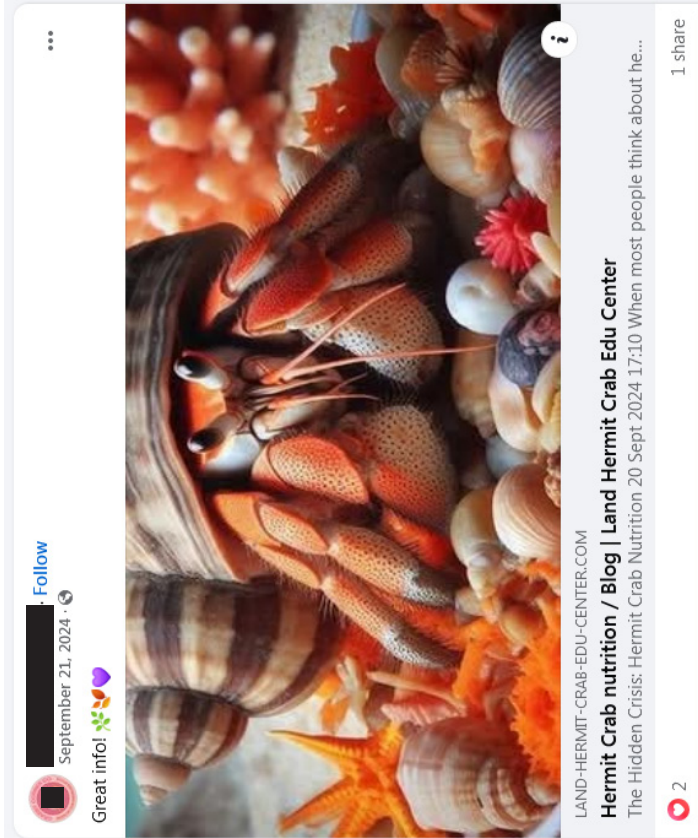 · Follow
September 21, 2024 ·
Great info! 🌿🍂💜
LAND-HERMIT-CRAB-EDU-CENTER.COM
Hermit Crab nutrition / Blog | Land Hermit Crab Edu Center
The Hidden Crisis: Hermit Crab Nutrition 20 Sept 2024 17:10 When most people think about he...
2
1 share